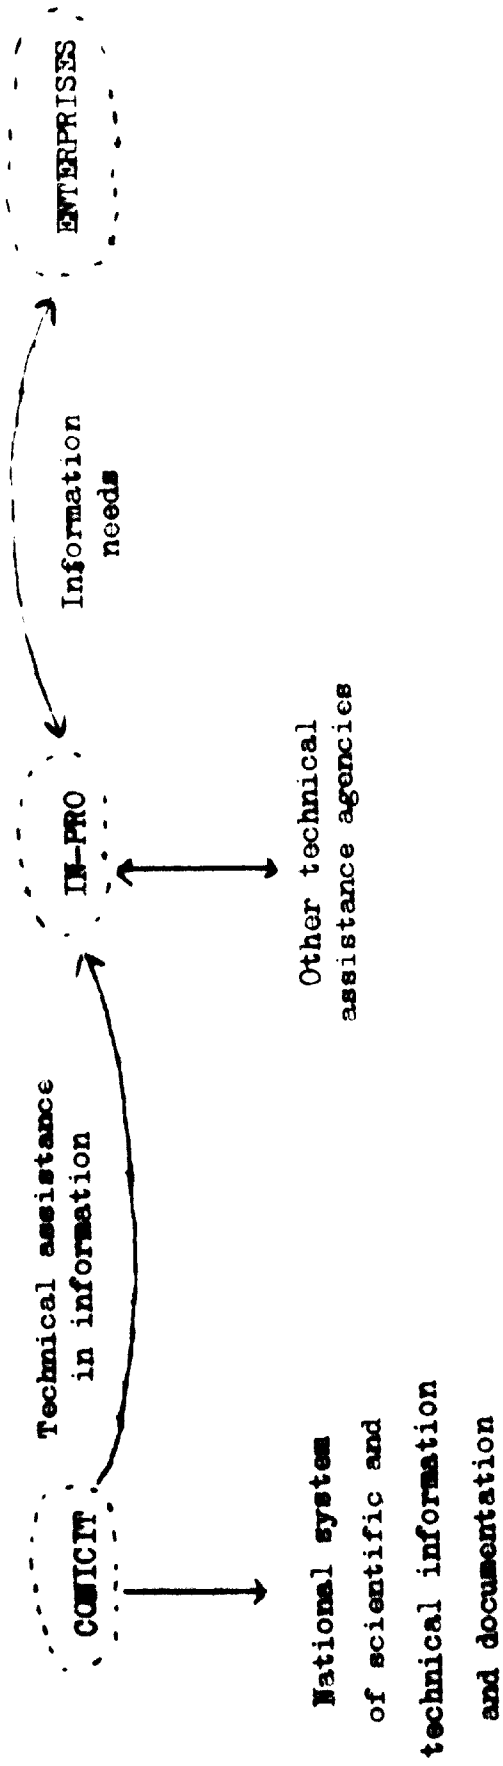 Technical assistance
in information
CONICIT
IN-PRO
Information
needs
ENTERPRISES
National system
of scientific and
technical information
and documentation
Other technical
assistance agencies